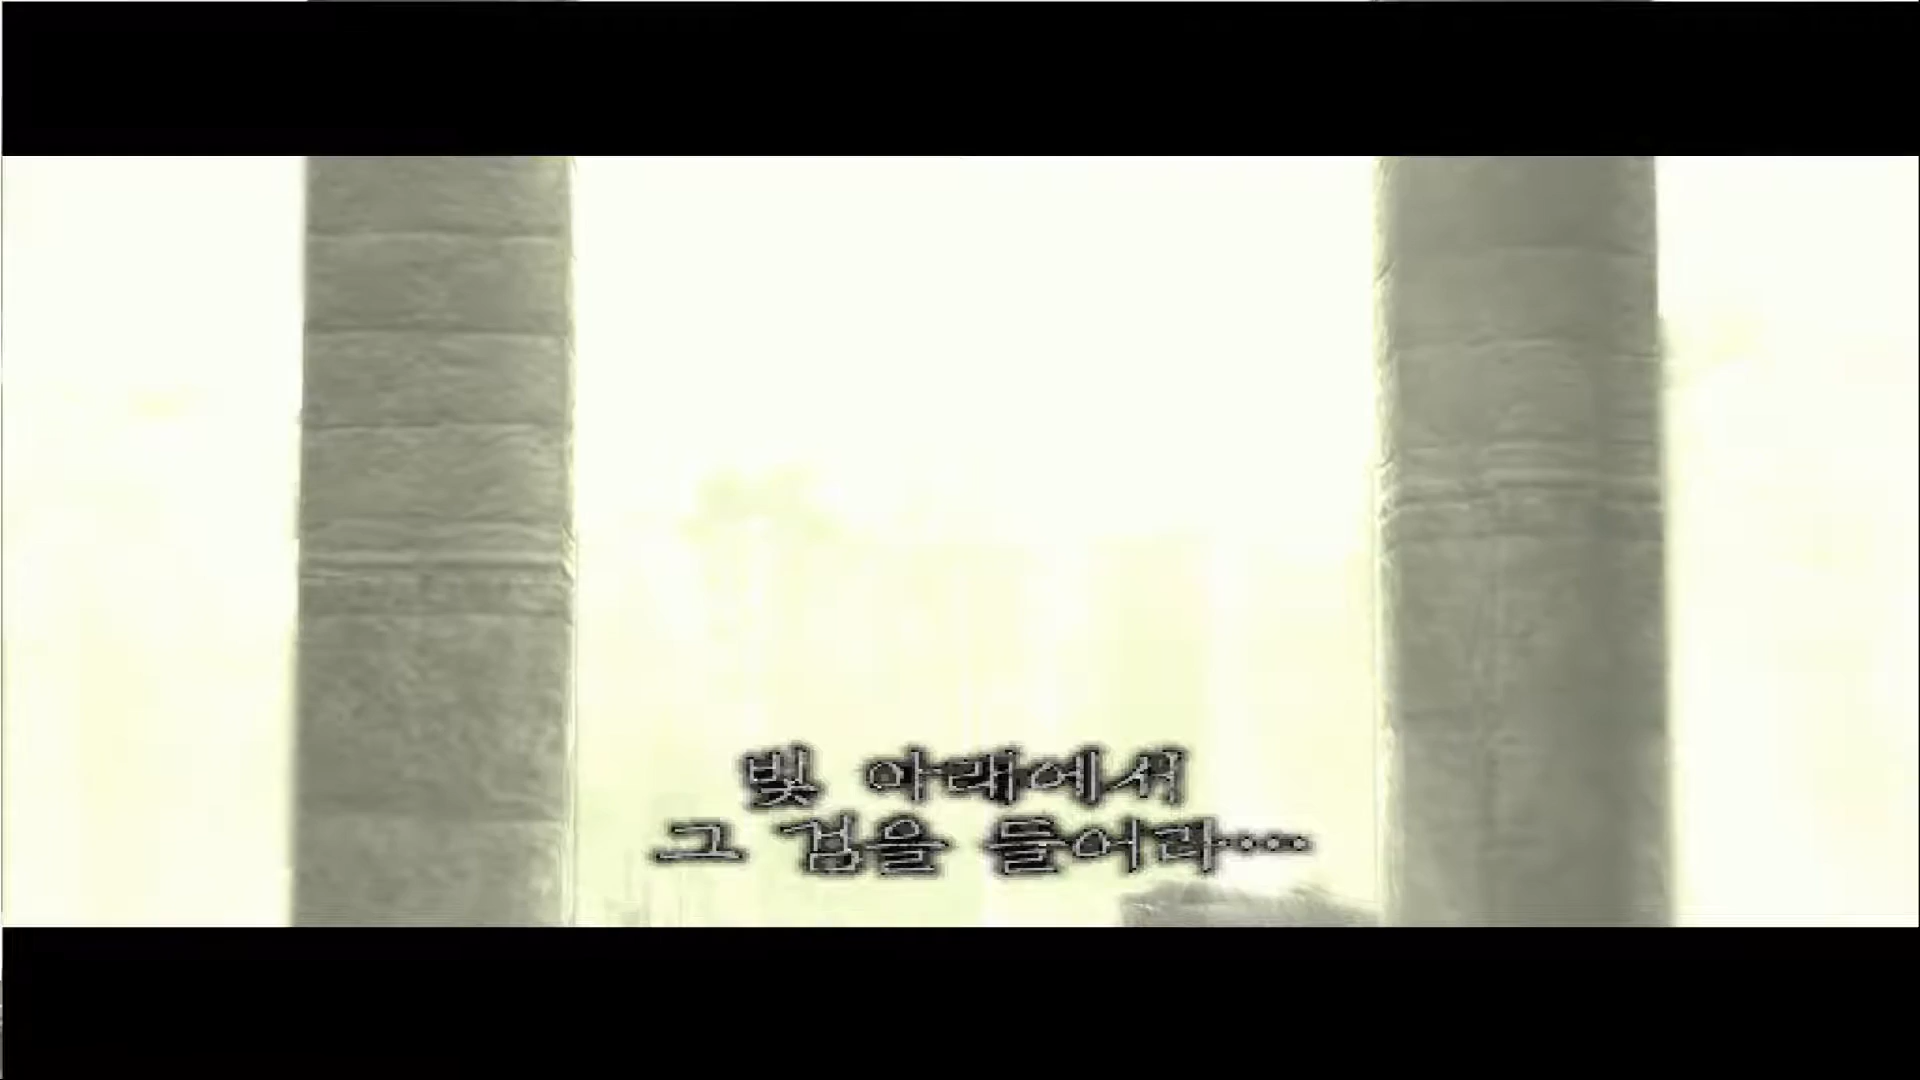 빛 아래에서
그 검을 들어라…